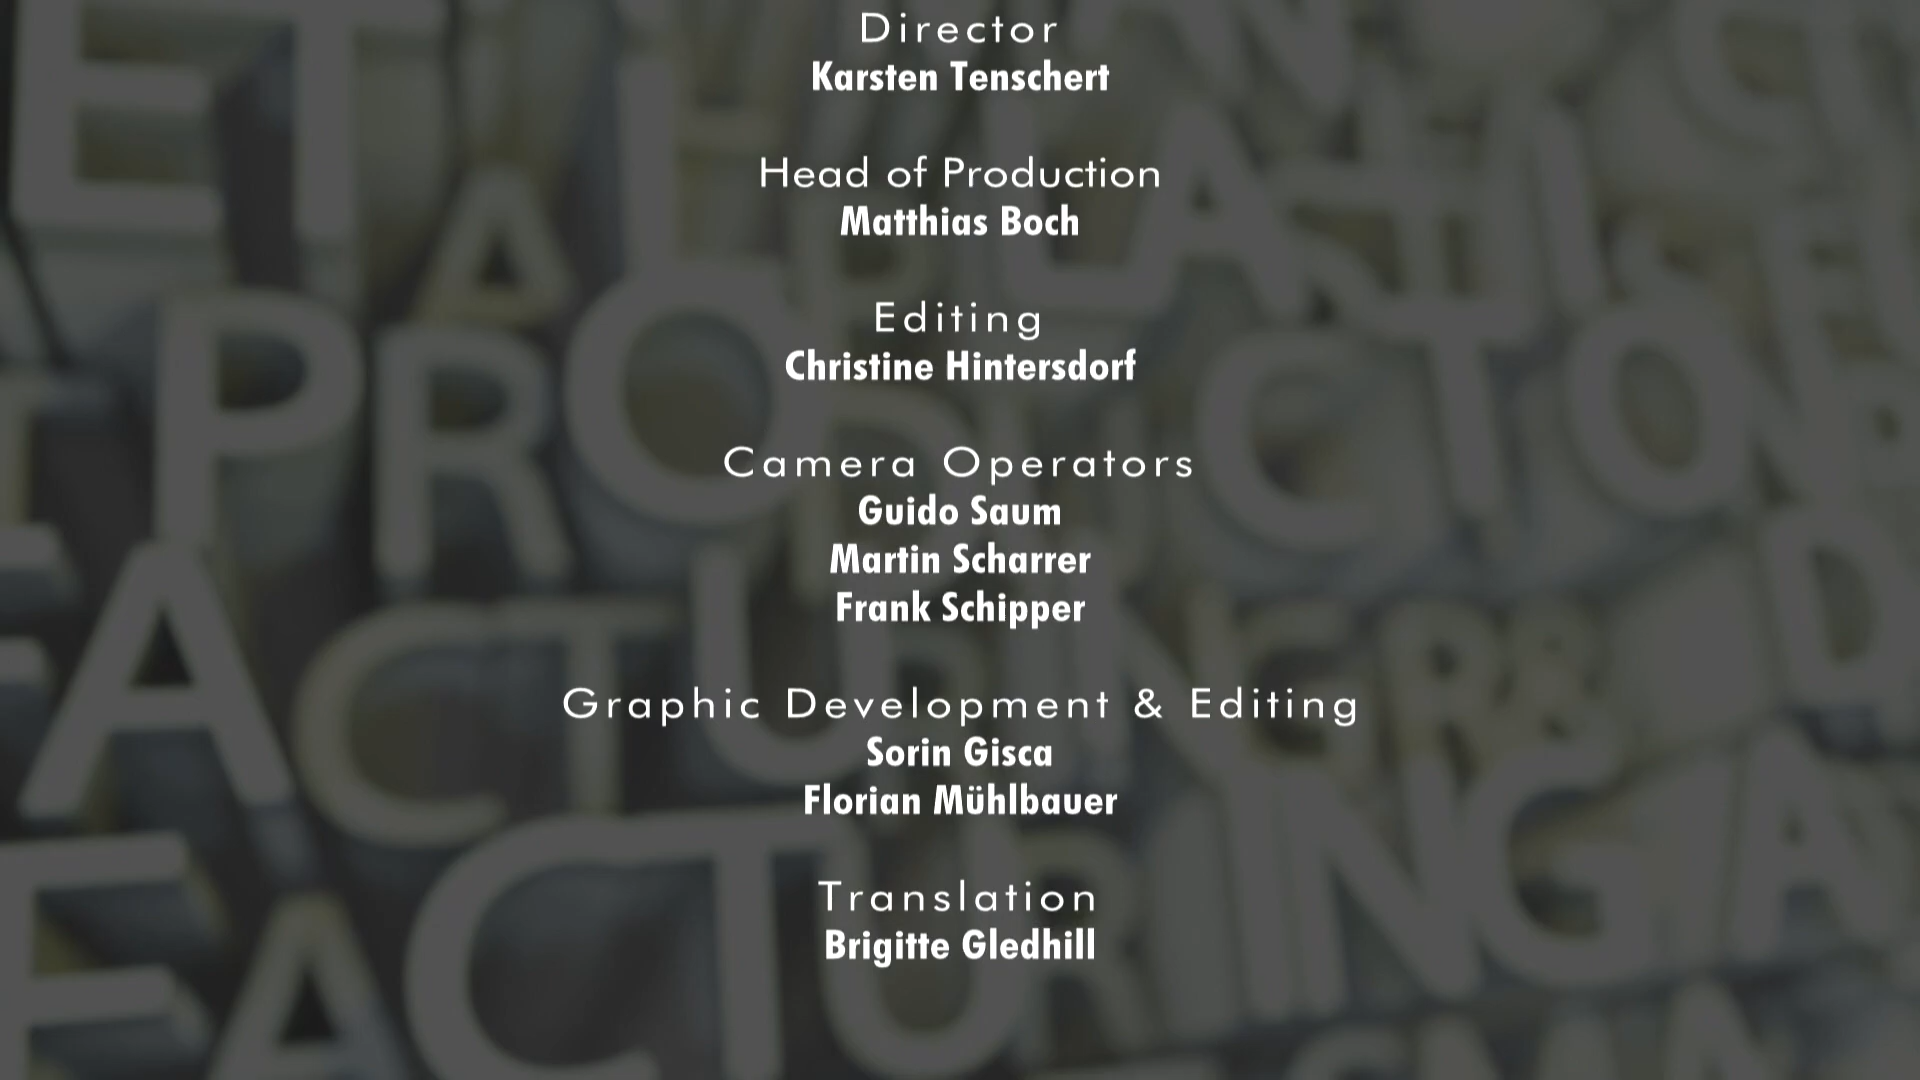 Director
Karsten Tenschert
Head of Production
Matthias Boch
Editing
Christine Hintersdorf
Camera Operators
Guido Saum
Martin Scharrer
Frank Schipper
Graphic Development & Editing
Sorin Gisca
Florian Mühlbauer
Translation
Brigitte Gledhill